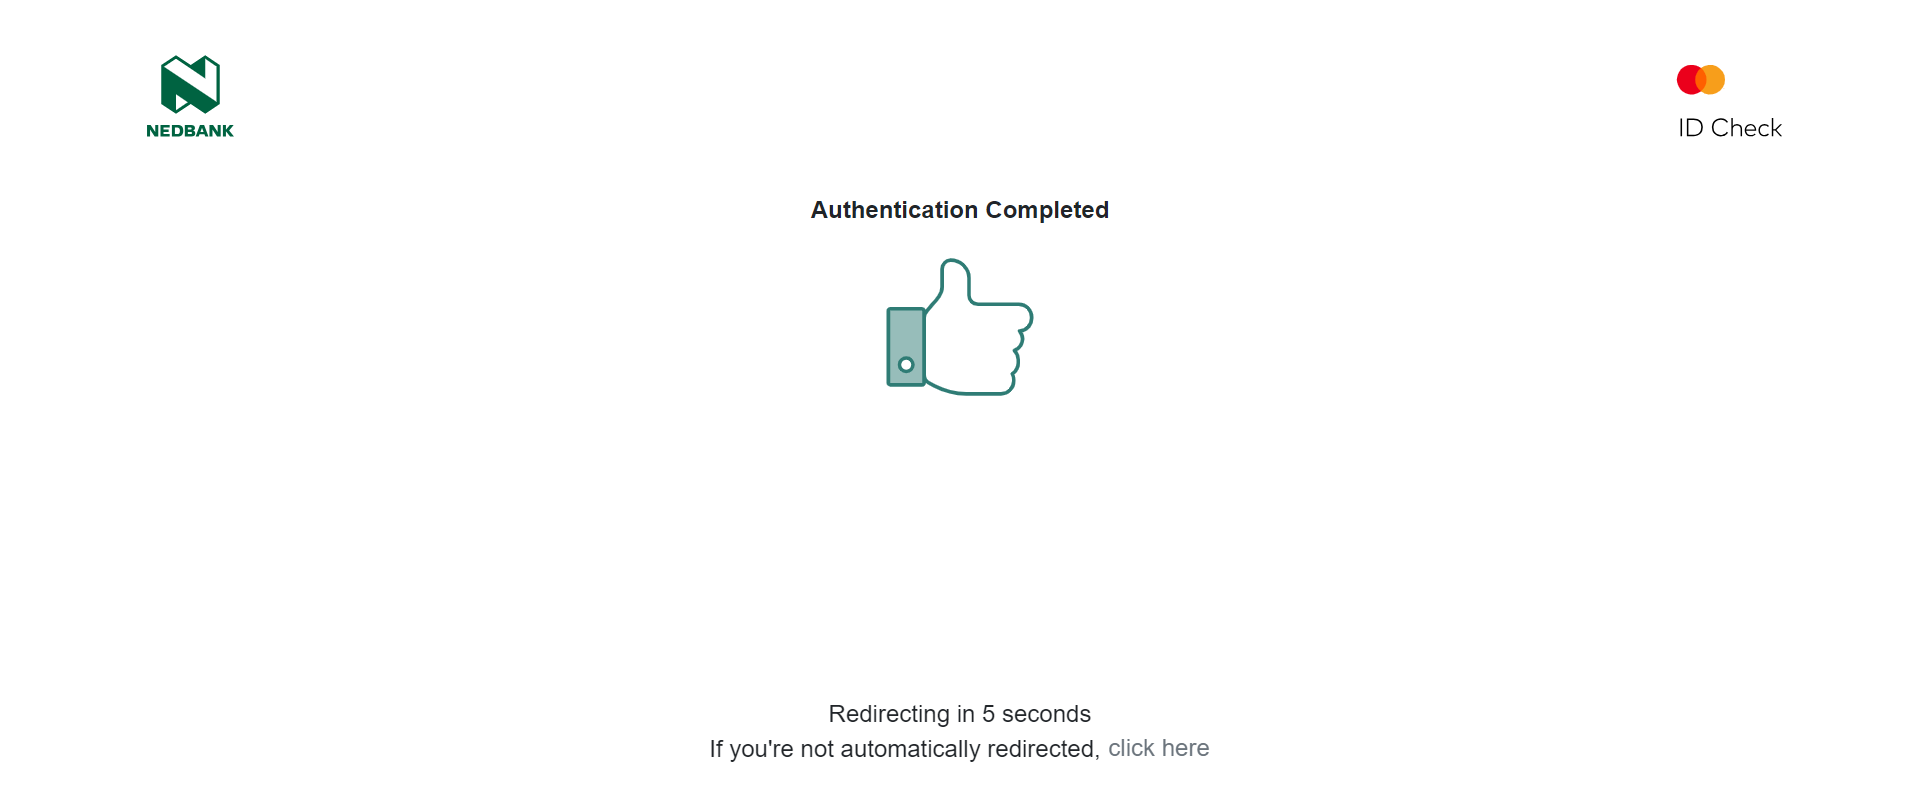 NEDBANK
ID Check
Authentication Completed
Redirecting in 5 seconds
If you're not automatically redirected, click here